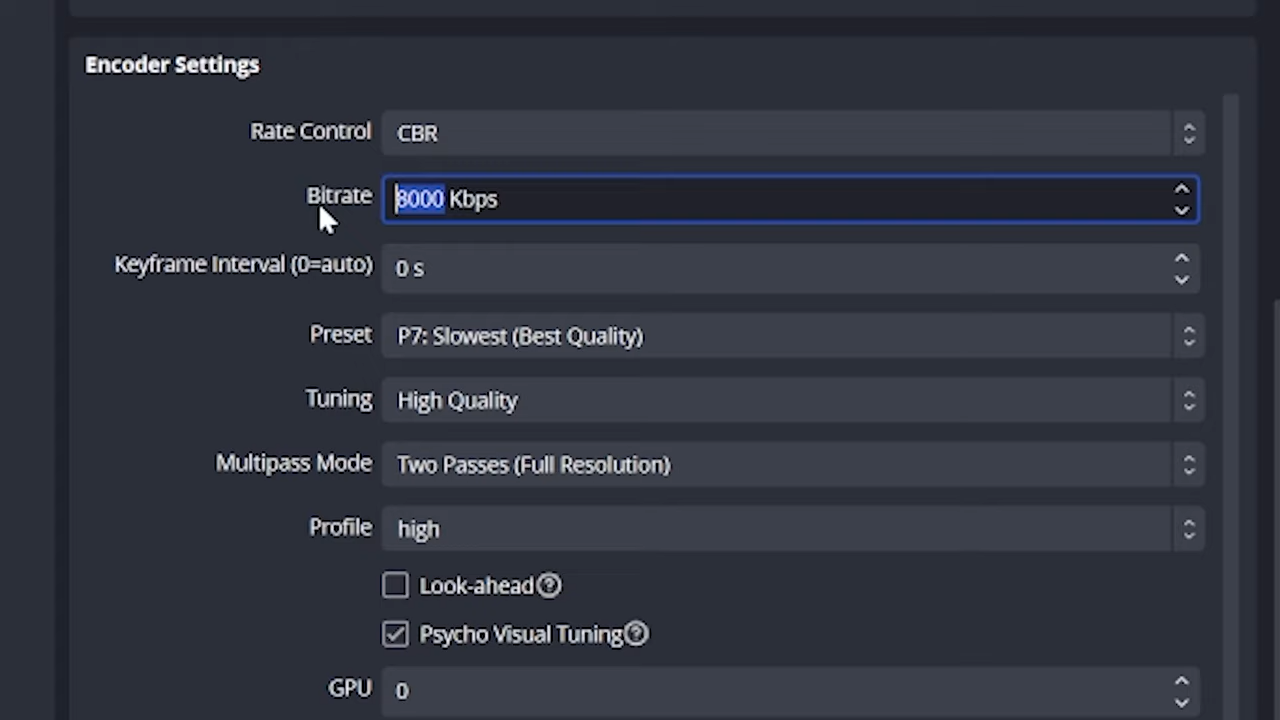 Encoder Settings
Rate Control CBR
Bitrate 8000 Kbps
Keyframe Interval (0=auto) 0 s
Preset P7: Slowest (Best Quality)
Tuning High Quality
Multipass Mode Two Passes (Full Resolution)
Profile high
Look-ahead ?
Psycho Visual Tuning ?
GPU 0